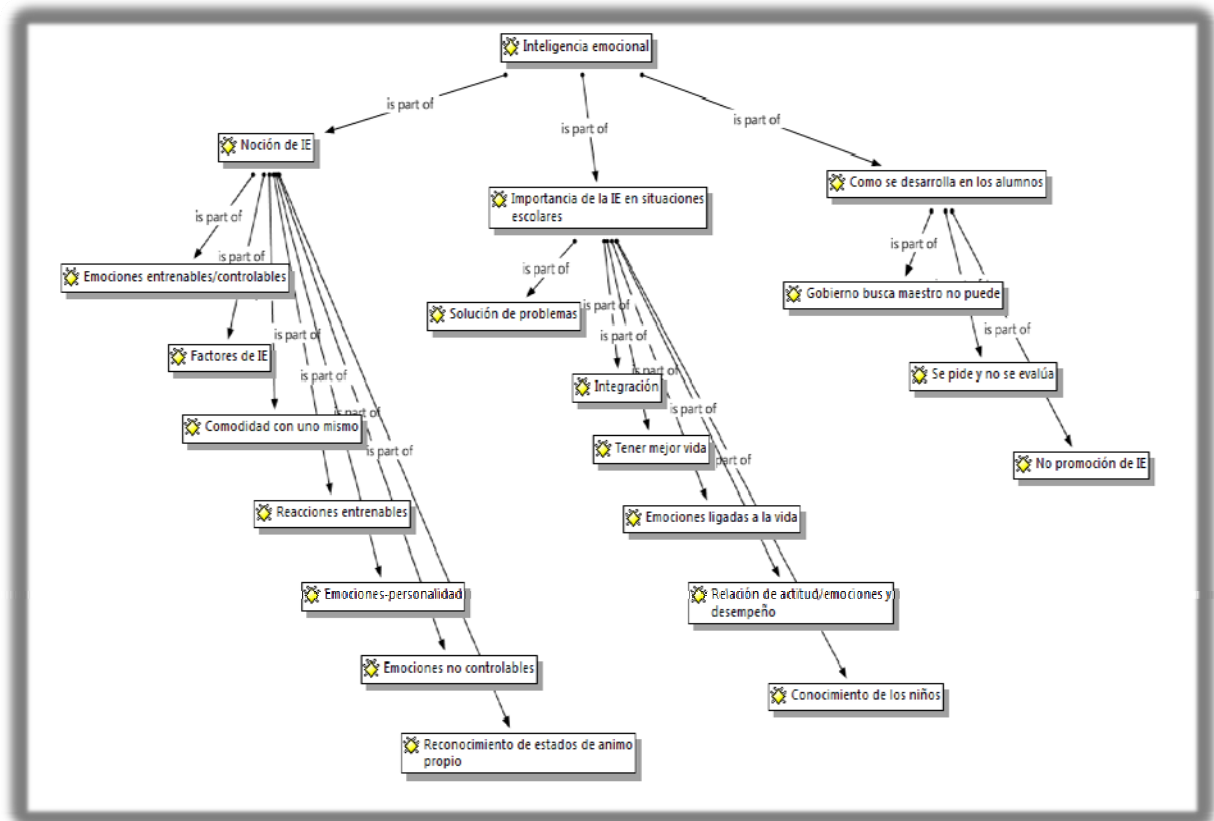 Inteligencia emocional
is part of
is part of
is part of
Noción de IE
Importancia de la IE en situaciones
escolares
Como se desarrolla en los alumnos
is part of
is part of
is part of
is part of
Emociones entrenables/controlables
Solución de problemas
Gobierno busca maestro no puede
is part of
is part of
is part of
is part of
Factores de IE
Integración
is part of
Se pide y no se evalúa
is part of
is part of
is part of
Comodidad con uno mismo
Tener mejor vida
is part of
part of
No promoción de IE
Reacciones entrenables
Emociones ligadas a la vida
Emociones-personalidad
Relación de actitud/emociones y
desempeño
Emociones no controlables
Conocimiento de los niños
Reconocimiento de estados de animo
propio